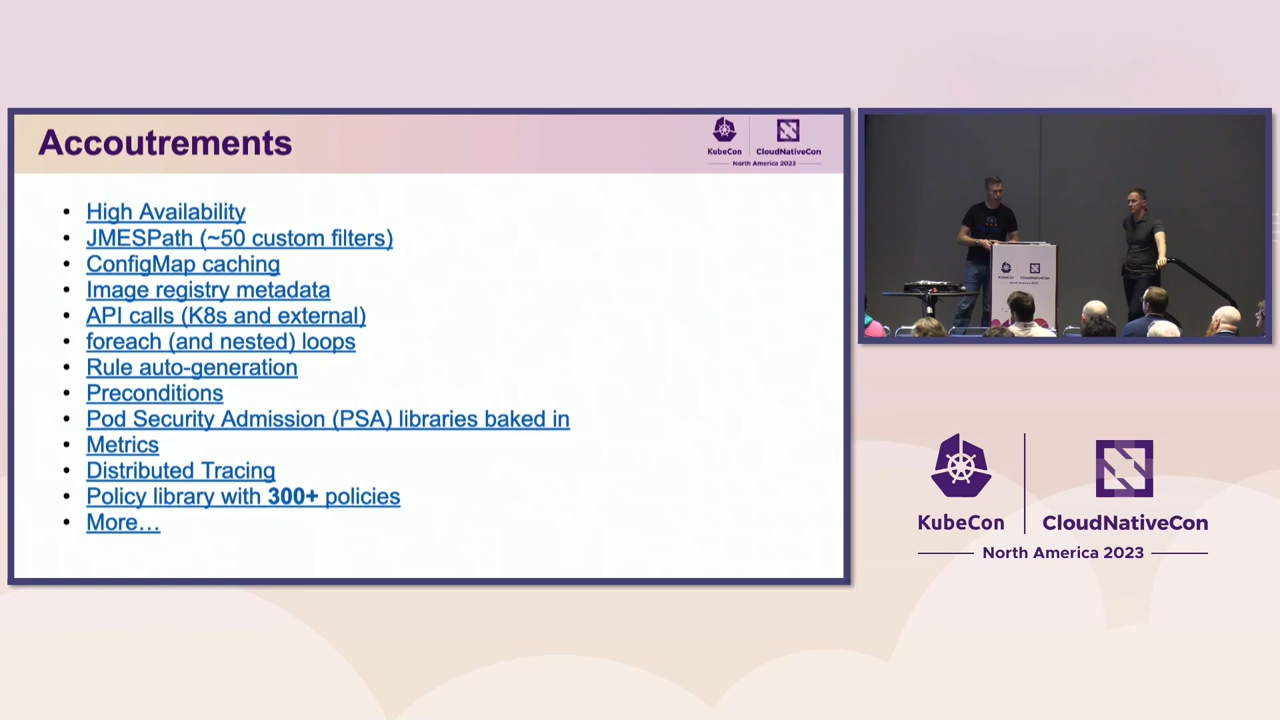 Accoutrements
KubeCon
CloudNativeCon
North America 2023
• High Availability
• JMESPath (~50 custom filters)
• ConfigMap caching
• Image registry metadata
• API calls (K8s and external)
• foreach (and nested) loops
• Rule auto-generation
• Preconditions
• Pod Security Admission (PSA) libraries baked in
• Metrics
• Distributed Tracing
• Policy library with 300+ policies
• More…
KubeCon
CloudNativeCon
North America 2023